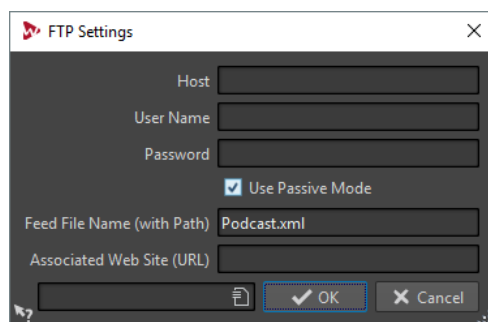 FTP Settings
Host
User Name
Password
Use Passive Mode
Feed File Name (with Path) Podcast.xml
Associated Web Site (URL)
OK Cancel